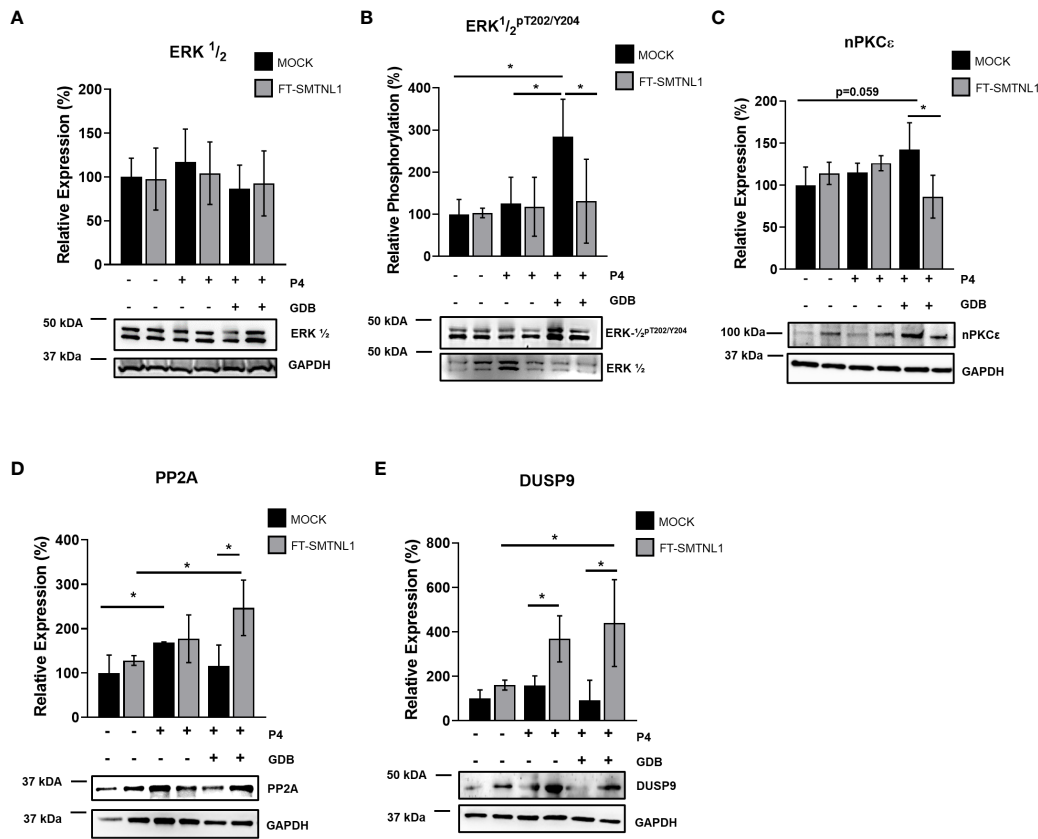 A
ERK 1/2
MOCK
FT-SMTNL1
Relative Expression (%)
200
150
100
50
0
- - + + + + P4
- - - - + + GDB
50 kDA
ERK ½
37 kDA
GAPDH
B
ERK1/2pT202/Y204
MOCK
FT-SMTNL1
Relative Phosphorylation (%)
400
300
200
100
0
* * *
- - + + + + P4
- - - - + + GDB
50 kDA
ERK-½pT202/Y204
50 kDA
ERK ½
C
nPKCε
MOCK
FT-SMTNL1
Relative Expression (%)
200
150
100
50
0
p=0.059
*
- - + + + + P4
- - - - + + GDB
100 kDa
nPKCε
37 kDa
GAPDH
D
PP2A
MOCK
FT-SMTNL1
Relative Expression (%)
400
300
200
100
0
* * *
- - + + + + P4
- - - - + + GDB
37 kDA
PP2A
37 kDA
GAPDH
E
DUSP9
MOCK
FT-SMTNL1
Relative Expression (%)
800
600
400
200
0
* * *
- - + + + + P4
- - - - + + GDB
50 kDA
DUSP9
37 kDA
GAPDH